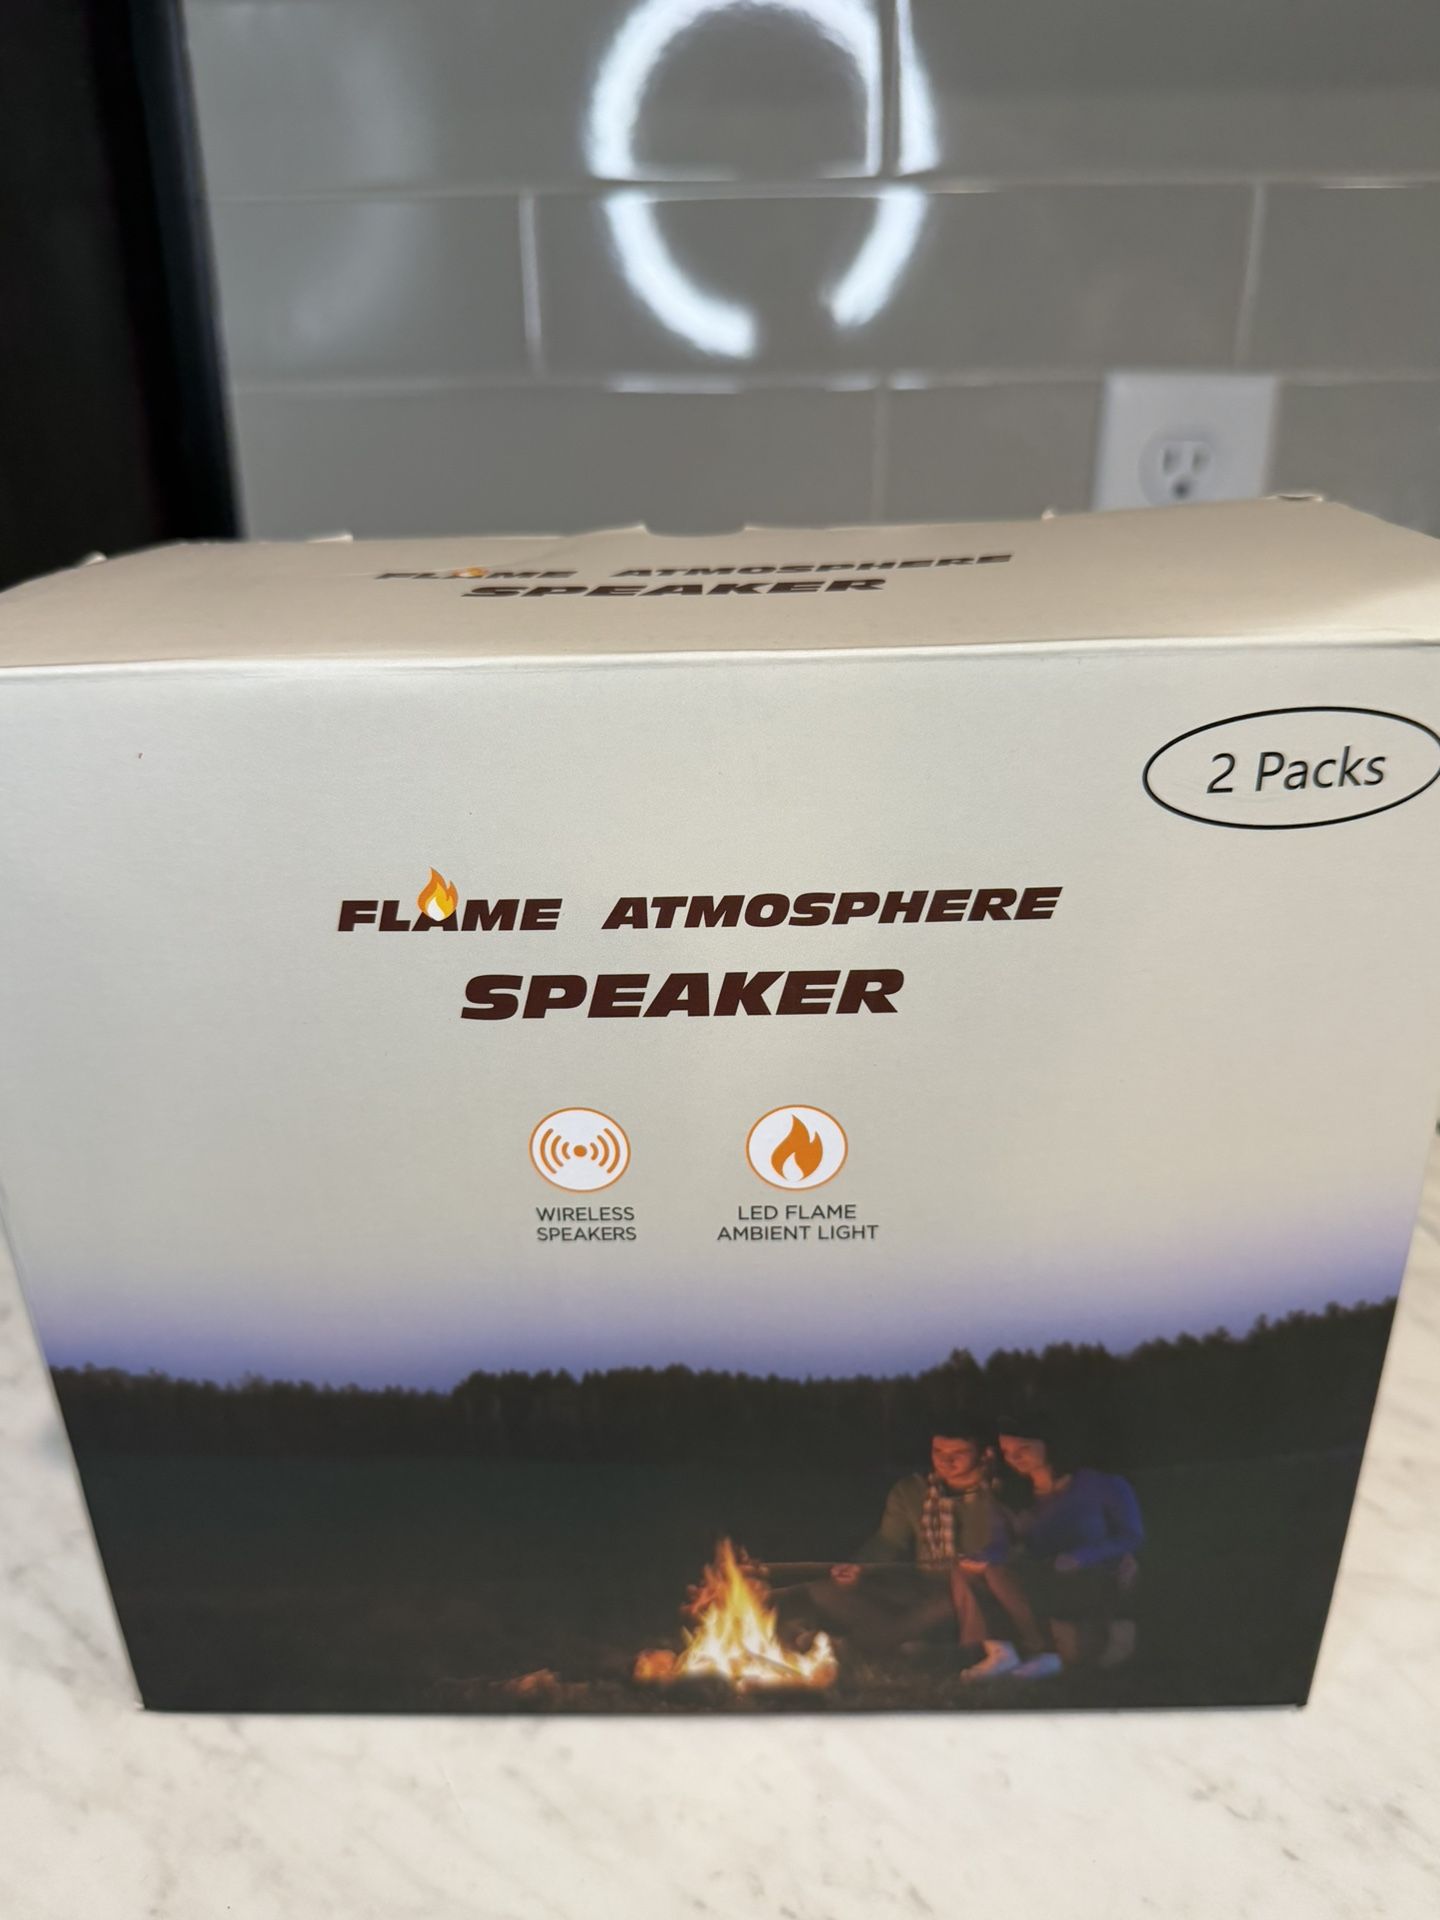 FLAME ATMOSPHERE
SPEAKER
2 Packs
FLAME ATMOSPHERE
SPEAKER
WIRELESS
SPEAKERS
LED FLAME
AMBIENT LIGHT